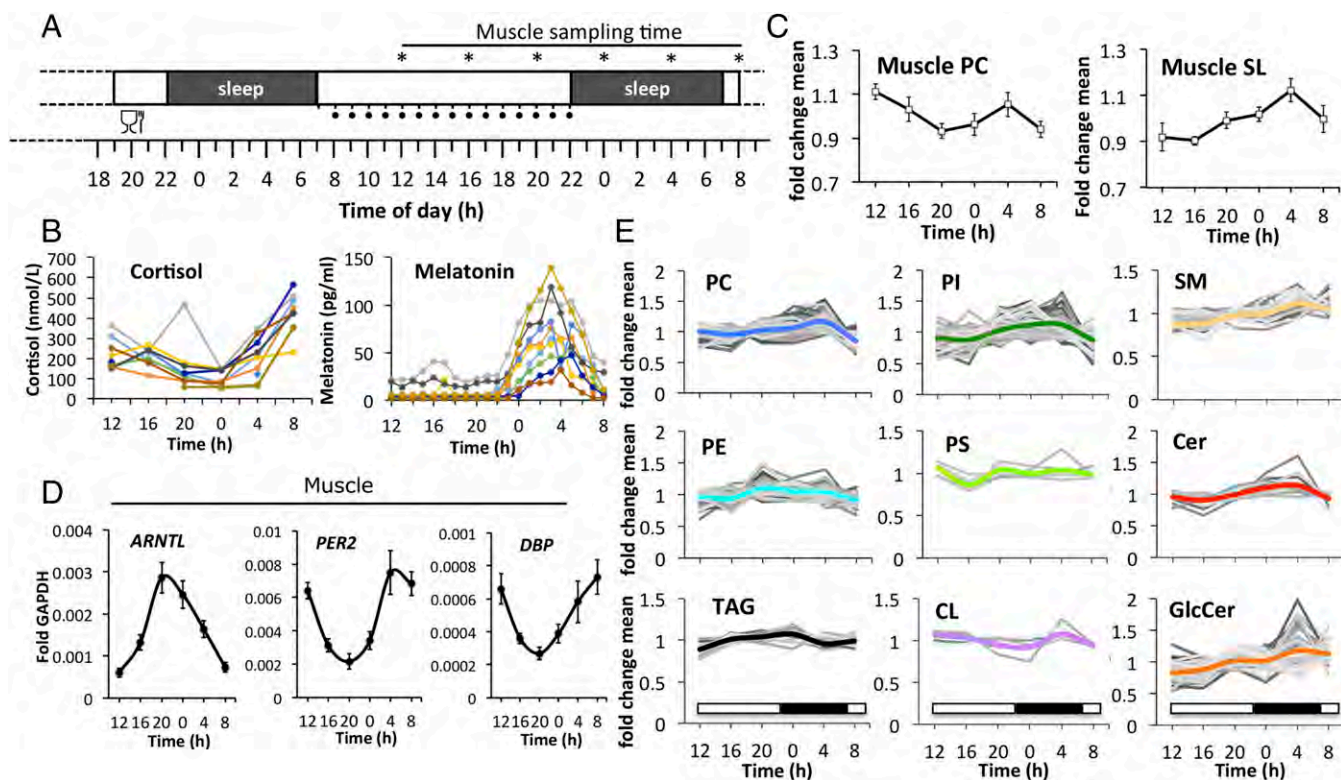 A
Muscle sampling time
* * * * * *
sleep sleep
18 20 22 0 2 4 6 8 10 12 14 16 18 20 22 0 2 4 6 8
Time of day (h)
B
Cortisol (nmol/L)
700
600
500
400
300
200
100
0
Cortisol
12 16 20 0 4 8
Time (h)
Melatonin (pg/ml)
150
100
50
0
Melatonin
12 16 20 0 4 8
Time (h)
C
fold cahnge mean
1.3
1.1
0.9
0.7
Muscle PC
12 16 20 0 4 8
Time (h)
Fold change mean
1.3
1.1
0.9
0.7
Muscle SL
12 16 20 0 4 8
Time (h)
D
Muscle
Fold GAPDH
0.004
0.003
0.002
0.001
0
ARNTL
12 16 20 0 4 8
Time (h)
0.01
0.008
0.006
0.004
0.002
0
PER2
12 16 20 0 4 8
Time (h)
0.001
0.0008
0.0006
0.0004
0.0002
0
DBP
12 16 20 0 4 8
Time (h)
E
fold change mean
2
1.5
1
0.5
0
PC
2
1.5
1
0.5
0
PI
1.5
1
0.5
0
SM
fold change mean
2
1.5
1
0.5
0
PE
2
1.5
1
0.5
0
PS
2
1.5
1
0.5
0
Cer
fold change mean
1.5
1
0.5
0
TAG
12 16 20 0 4 8
Time (h)
1.5
1
0.5
0
CL
12 16 20 0 4 8
Time (h)
2
1.5
1
0.5
0
GlcCer
12 16 20 0 4 8
Time (h)